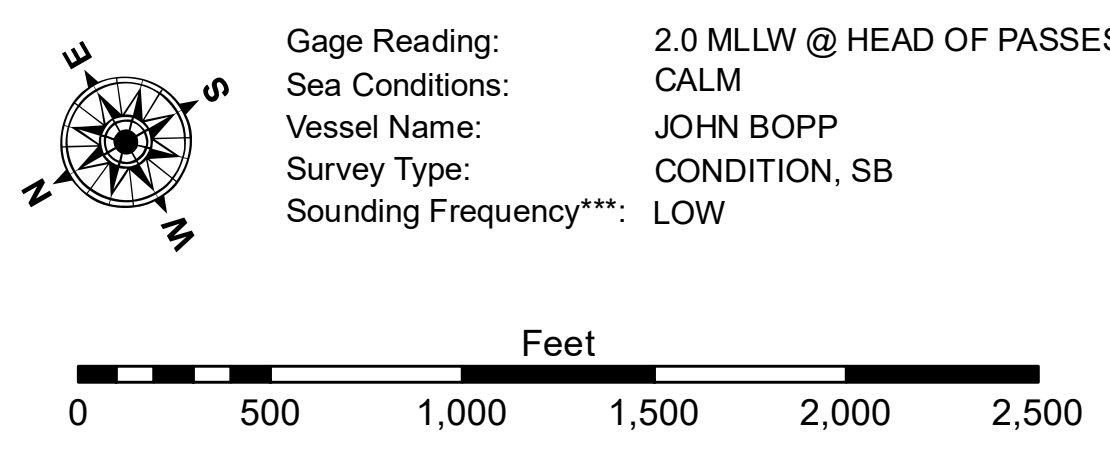 E
S
N
W
Gage Reading: 2.0 MLLW @ HEAD OF PASSES
Sea Conditions: CALM
Vessel Name: JOHN BOPP
Survey Type: CONDITION, SB
Sounding Frequency***: LOW
Feet
0 500 1,000 1,500 2,000 2,500